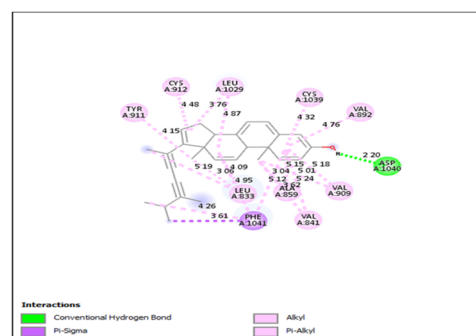 CYS
A:912
LEU
A:1029
CYS
A:1039
TYR
A:911
VAL
A:892
4 48
3 76
4 87
4 32
4 76
4 15
H
2 20
ASP
A:1040
5 19
3 06
4 09
4 95
5 15
5 18
3 04
5 01
5 12
5 24
3 62
LEU
A:833
ALA
A:859
VAL
A:909
4 26
3 61
PHE
A:1041
VAL
A:841
Interactions
Conventional Hydrogen Bond
Pi-Sigma
Alkyl
Pi-Alkyl